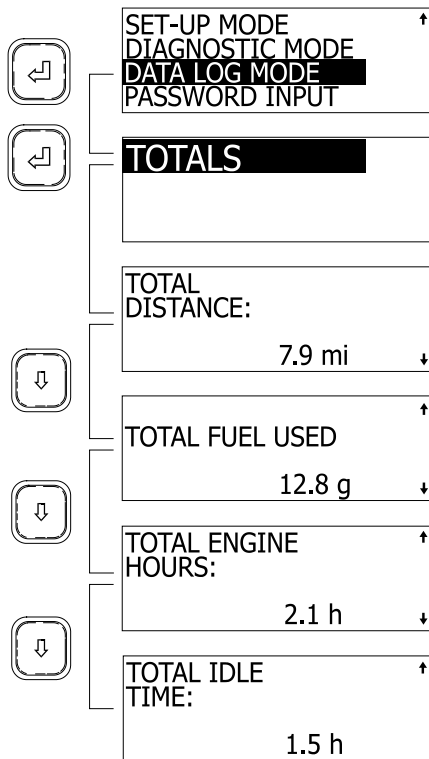 SET-UP MODE
DIAGNOSTIC MODE
DATA LOG MODE
PASSWORD INPUT
TOTALS
TOTAL
DISTANCE:
7.9 mi
TOTAL FUEL USED
12.8 g
TOTAL ENGINE
HOURS:
2.1 h
TOTAL IDLE
TIME:
1.5 h